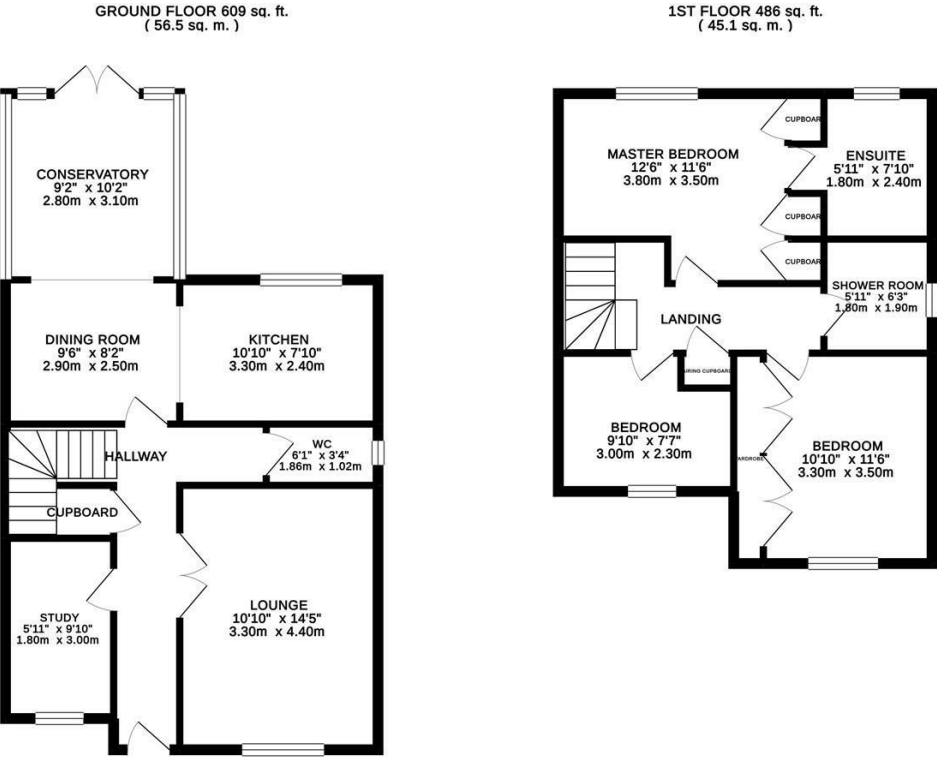 GROUND FLOOR 609 sq. ft.
( 56.5 sq. m. )
CONSERVATORY
9'2" x 10'2"
2.80m x 3.10m
DINING ROOM
9'6" x 8'2"
2.90m x 2.50m
KITCHEN
10'10" x 7'10"
3.30m x 2.40m
HALLWAY
WC
6'1" x 3'4"
1.86m x 1.02m
CUPBOARD
STUDY
5'11" x 9'10"
1.80m x 3.00m
LOUNGE
10'10" x 14'5"
3.30m x 4.40m
1ST FLOOR 486 sq. ft.
( 45.1 sq. m. )
CUPBOAR
MASTER BEDROOM
12'6" x 11'6"
3.80m x 3.50m
ENSUITE
5'11" x 7'10"
1.80m x 2.40m
CUPBOAR
CUPBOAR
SHOWER ROOM
5'11" x 6'3"
1.80m x 1.90m
LANDING
IRING CUPBOARD
BEDROOM
9'10" x 7'7"
3.00m x 2.30m
BEDROOM
10'10" x 11'6"
3.30m x 3.50m
ARDROBE